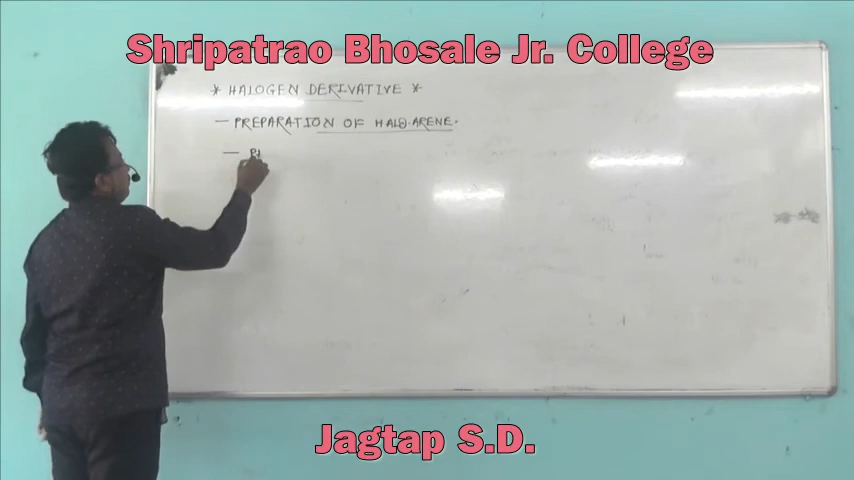 Shripatrao Bhosale Jr. College
* HALOGEN DERIVATIVE *
— PREPARATION OF HALO-ARENE.
—
Jagtap S.D.